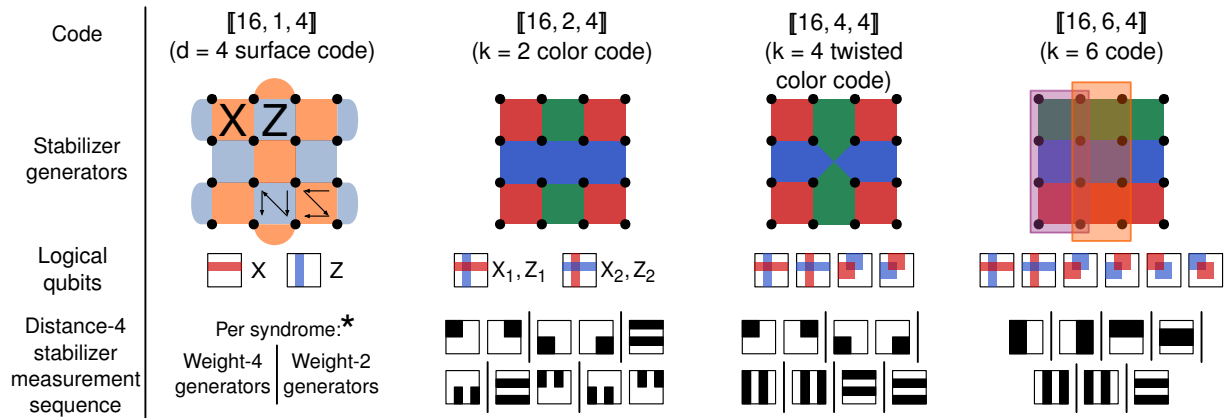 Code
⟦16, 1, 4⟧
(d = 4 surface code)
⟦16, 2, 4⟧
(k = 2 color code)
⟦16, 4, 4⟧
(k = 4 twisted
color code)
⟦16, 6, 4⟧
(k = 6 code)
Stabilizer
generators
X Z
Logical
qubits
X Z
X₁, Z₁ X₂, Z₂
Distance-4
stabilizer
measurement
sequence
Per syndrome:*
Weight-4
generators
Weight-2
generators